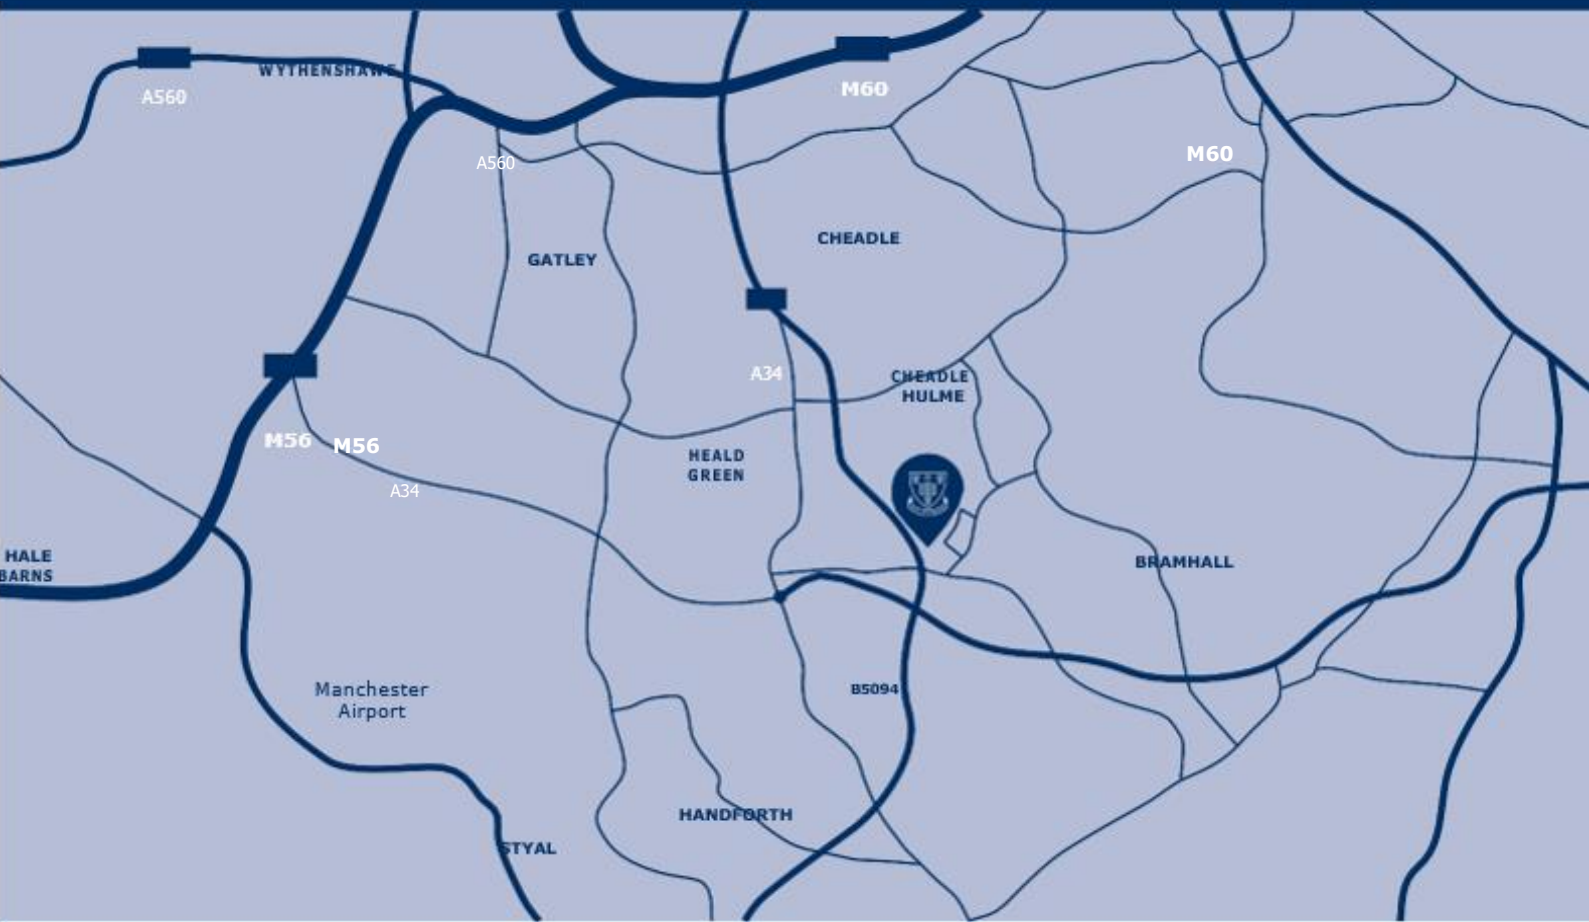 WYTHENSHAWE
A560
M60
M60
A560
CHEADLE
GATLEY
A34
CHEADLE
HULME
M56
M56
HEALD
GREEN
A34
HALE
BARNS
BRAMHALL
Manchester
Airport
B5094
HANDFORTH
STYAL